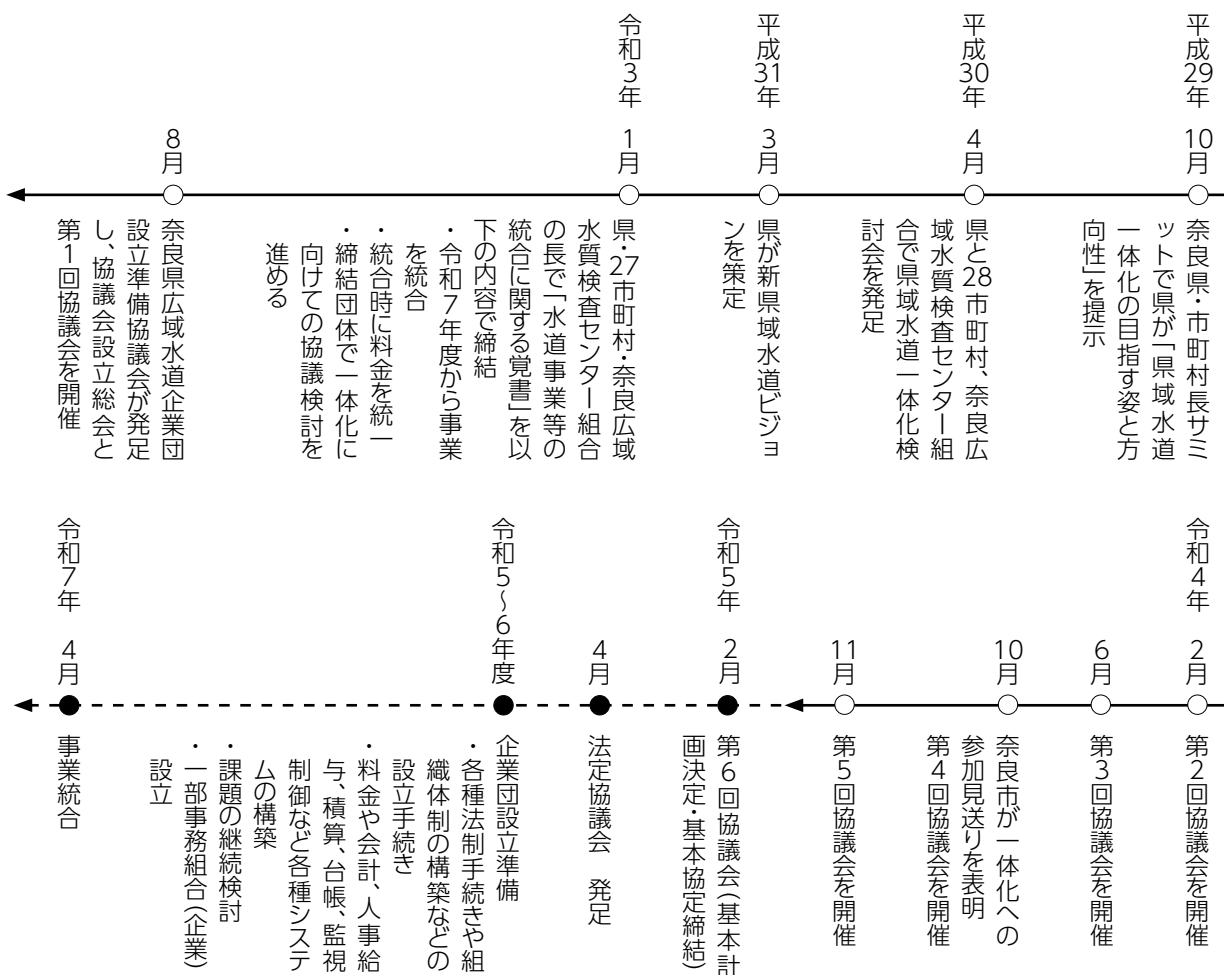 平成29年
10月
奈良県・市町村長サミ
ットで県が「県域水道
一体化の目指す姿と方
向性」を提示
平成30年
4月
県と28市町村、奈良広
域水質検査センター組
合で県域水道一体化検
討会を発足
平成31年
3月
県が新県域水道ビジョ
ンを策定
令和3年
1月
県・27市町村・奈良広域
水質検査センター組合
の長で「水道事業等の
統合に関する覚書」を以
下の内容で締結
・令和7年度から事業
を統合
・統合時に料金を統一
・締結団体で一体化に
向けての協議検討を
進める
8月
奈良県広域水道企業団
設立準備協議会が発足
し、協議会設立総会と
第1回協議会を開催
令和4年
2月
第2回協議会を開催
6月
第3回協議会を開催
10月
奈良市が一体化への
参加見送りを表明
第4回協議会を開催
11月
第5回協議会を開催
令和5年
2月
第6回協議会(基本計
画決定・基本協定締結)
4月
法定協議会　発足
令和5〜6年度
企業団設立準備
・各種法制手続きや組
織体制の構築などの
設立手続き
・料金や会計、人事給
与、積算、台帳、監視
制御など各種システ
ムの構築
・課題の継続検討
・一部事務組合(企業)
設立
令和7年
4月
事業統合